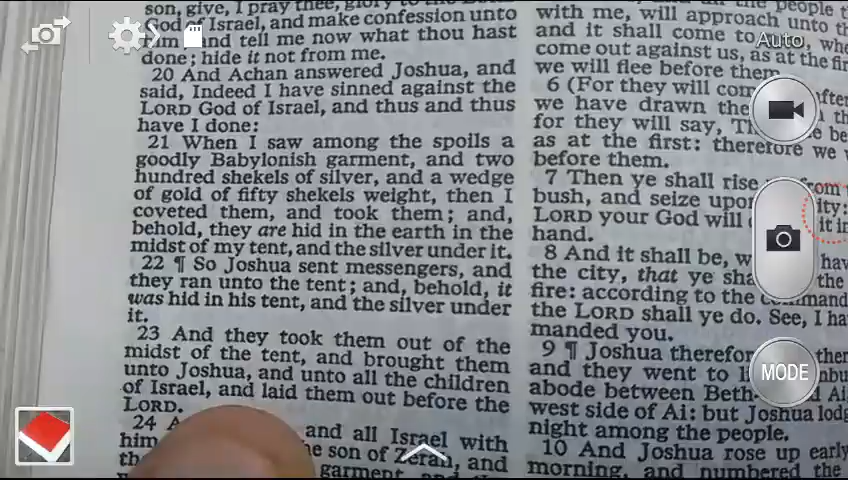 son, give, I pray thee, glory to the
God of Israel, and make confession unto
him and tell me now what thou hast
done; hide it not from me.
20 And Achan answered Joshua, and
said, Indeed I have sinned against the
LORD God of Israel, and thus and thus
have I done:
21 When I saw among the spoils a
goodly Babylonish garment, and two
hundred shekels of silver, and a wedge
of gold of fifty shekels weight, then I
coveted them, and took them; and,
behold, they are hid in the earth in the
midst of my tent, and the silver under it.
22 ¶ So Joshua sent messengers, and
they ran unto the tent; and, behold, it
was hid in his tent, and the silver under
it.
23 And they took them out of the
midst of the tent, and brought them
unto Joshua, and unto all the children
of Israel, and laid them out before the
LORD.
24 and all Israel with
him son of Zerah, and
garment, and
people
with me, will approach unto
and it shall come to
come out against us, as at the
we will flee before them
6 (For they will
we have drawn
for they will say,
as at the first: therefore we
before them.
7 Then ye shall rise from
bush, and seize
LORD your God will
hand.
8 And it shall be,
the city, that ye the
fire: according to the
the LORD shall ye do. See, I
manded you.
9 ¶ Joshua
and they went to
abode between Ai
west side of Ai: but Joshua
night among the people.
10 And Joshua rose up early
morning, and numbered the
Auto
MODE